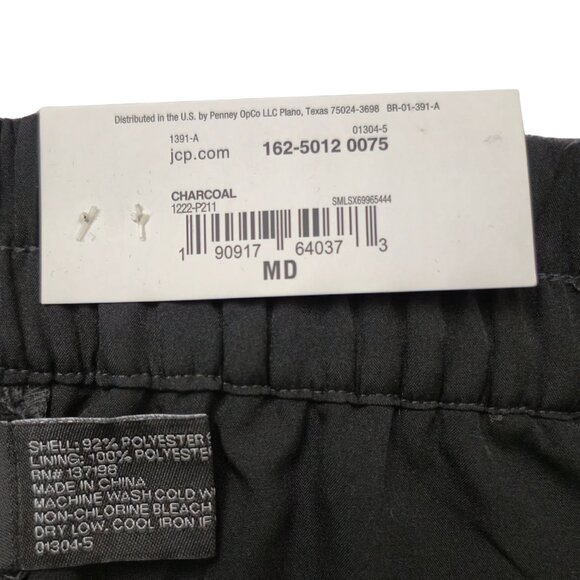 Distributed in the U.S. by Penney OpCo LLC Plano, Texas 75024-3698 BR-01-391-A
1391-A 01304-5
jcp.com 162-5012 0075
CHARCOAL
1222-P211 SMLSX69965444
1 90917 64037 3
MD
SHELL: 92% POLYESTER
LINING: 100% POLYESTE
RN# 137198
MADE IN CHINA
MACHINE WASH COLD W
NON-CHLORINE BLEACH
DRY LOW. COOL IRON IF
01304-5